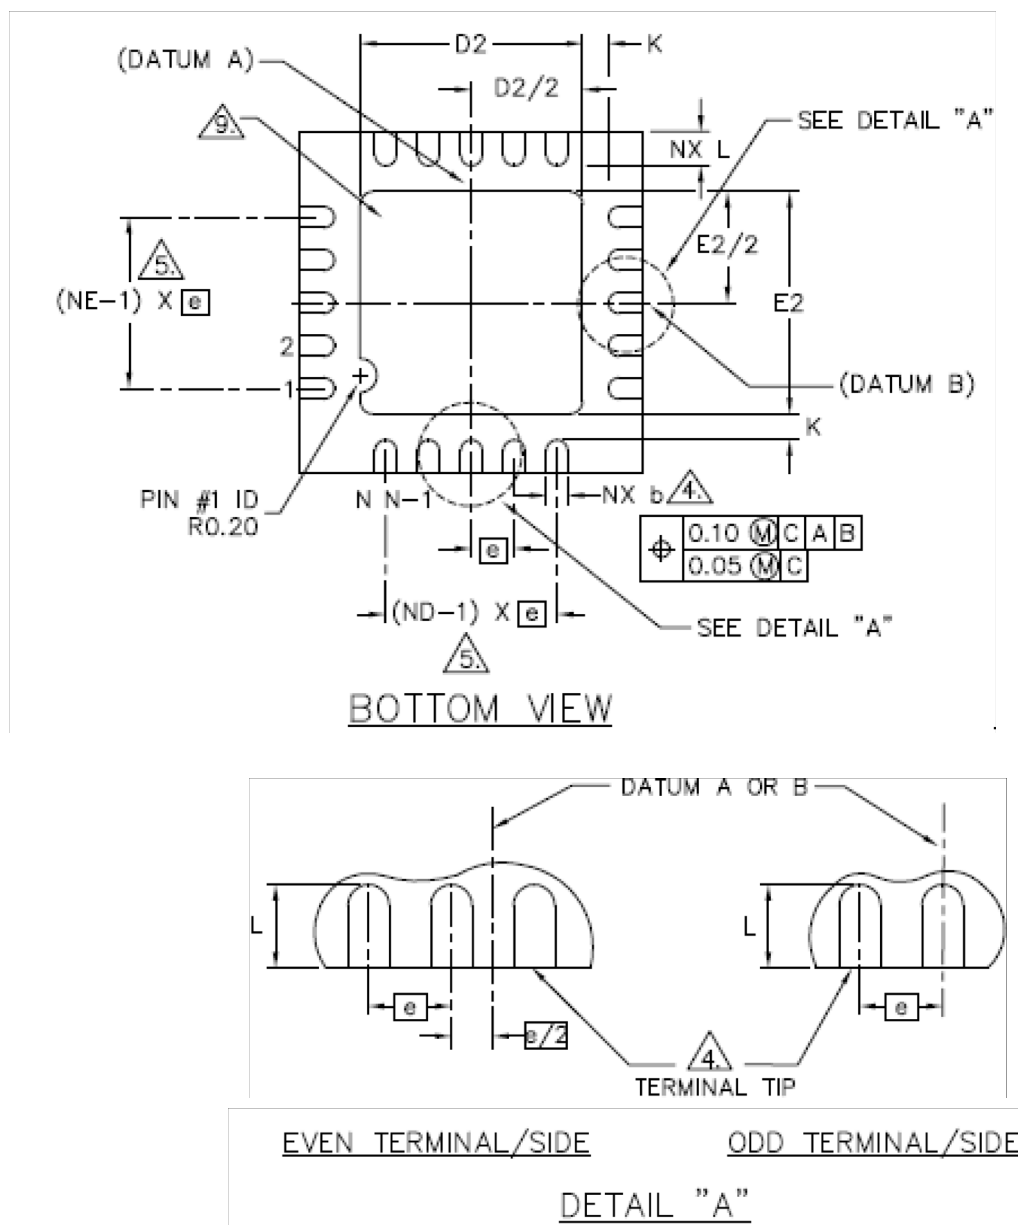 D2
K
(DATUM A)
D2/2
9.
SEE DETAIL "A"
NX L
E2/2
5.
(NE-1) X e
E2
2
1
(DATUM B)
K
PIN #1 ID
R0.20
N N-1
NX b 4.
0.10 Ⓜ C A B
0.05 Ⓜ C
e
(ND-1) X e
5.
SEE DETAIL "A"
BOTTOM VIEW
DATUM A OR B
L
L
e
e
e/2
4.
TERMINAL TIP
EVEN TERMINAL/SIDE
ODD TERMINAL/SIDE
DETAIL "A"